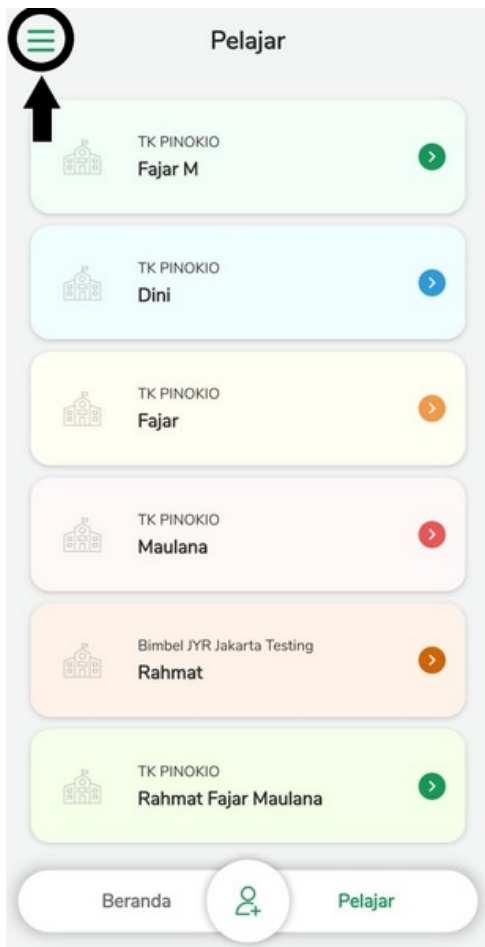 Pelajar
TK PINOKIO
Fajar M
TK PINOKIO
Dini
TK PINOKIO
Fajar
TK PINOKIO
Maulana
Bimbel JYR Jakarta Testing
Rahmat
TK PINOKIO
Rahmat Fajar Maulana
Beranda
Pelajar